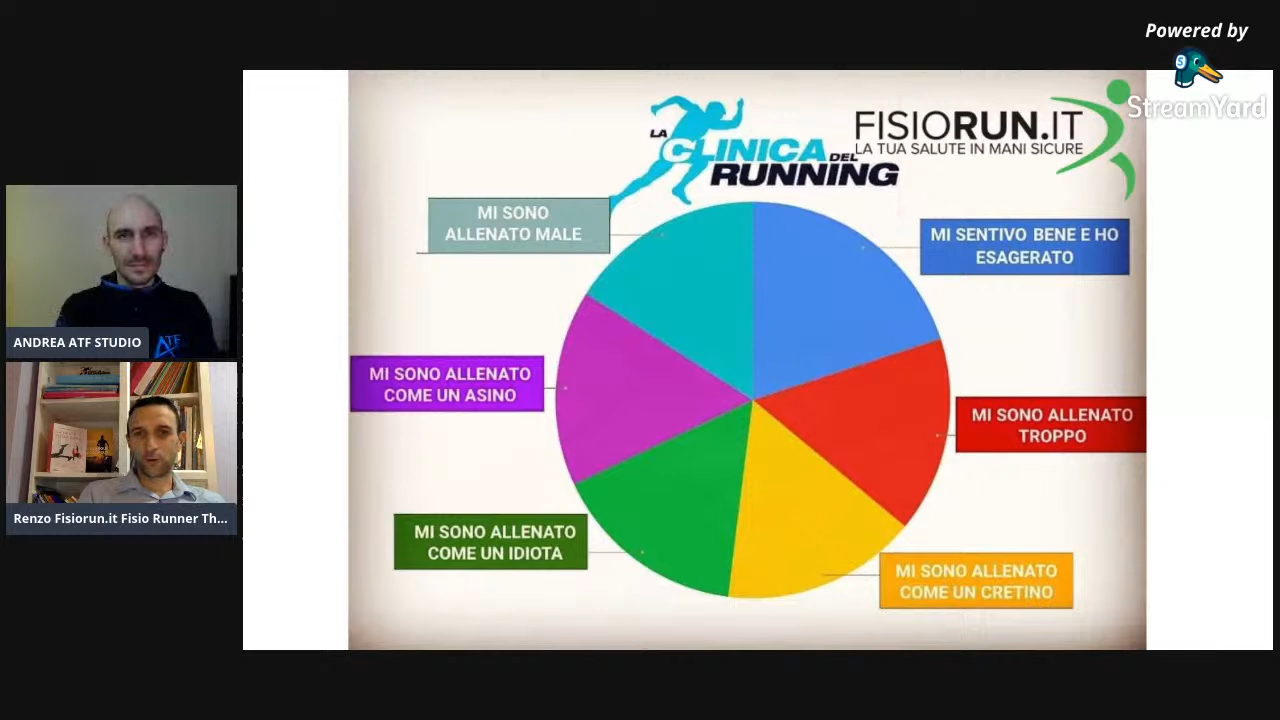 Powered by
StreamYard
LA
CLINICA DEL
RUNNING
FISIORUN.IT
LA TUA SALUTE IN MANI SICURE
MI SONO
ALLENATO MALE
MI SENTIVO BENE E HO
ESAGERATO
MI SONO ALLENATO
COME UN ASINO
MI SONO ALLENATO
TROPPO
MI SONO ALLENATO
COME UN IDIOTA
MI SONO ALLENATO
COME UN CRETINO
ANDREA ATF STUDIO
ATF
Renzo Fisiorun.it Fisio Runner Th...